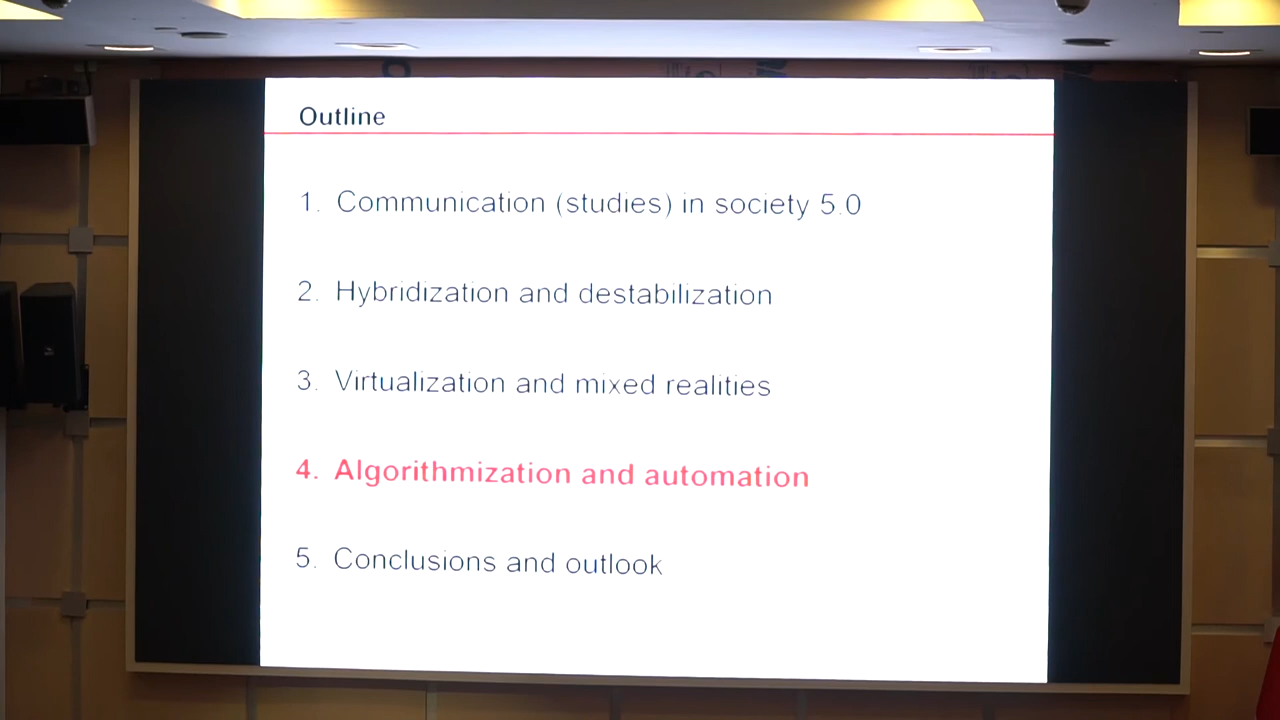 Outline
1. Communication (studies) in society 5.0
2. Hybridization and destabilization
3. Virtualization and mixed realities
4. Algorithmization and automation
5. Conclusions and outlook